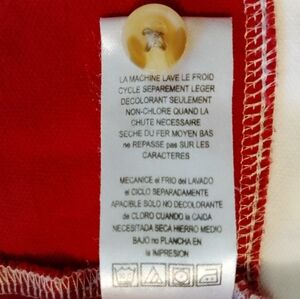 LA MACHINE LAVE LE FROID
CYCLE SEPAREMENT LEGER
DECOLORANT SEULEMENT
NON-CHLORE QUAND LA
CHUTE NÉCESSAIRE
SECHE DU FER MOYEN BAS
ne REPASSE pas SUR LES
CARACTERES
MECANICE el FRIO del LAVADO
el CICLO SEPARADAMENTE
APACIBLE SOLO NO DECOLORANTE
de CLORO CUANDO la CAIDA
NECESITADA SECA HIERRO MEDIO
BAJO no PLANCHA EN
la IMPRESION